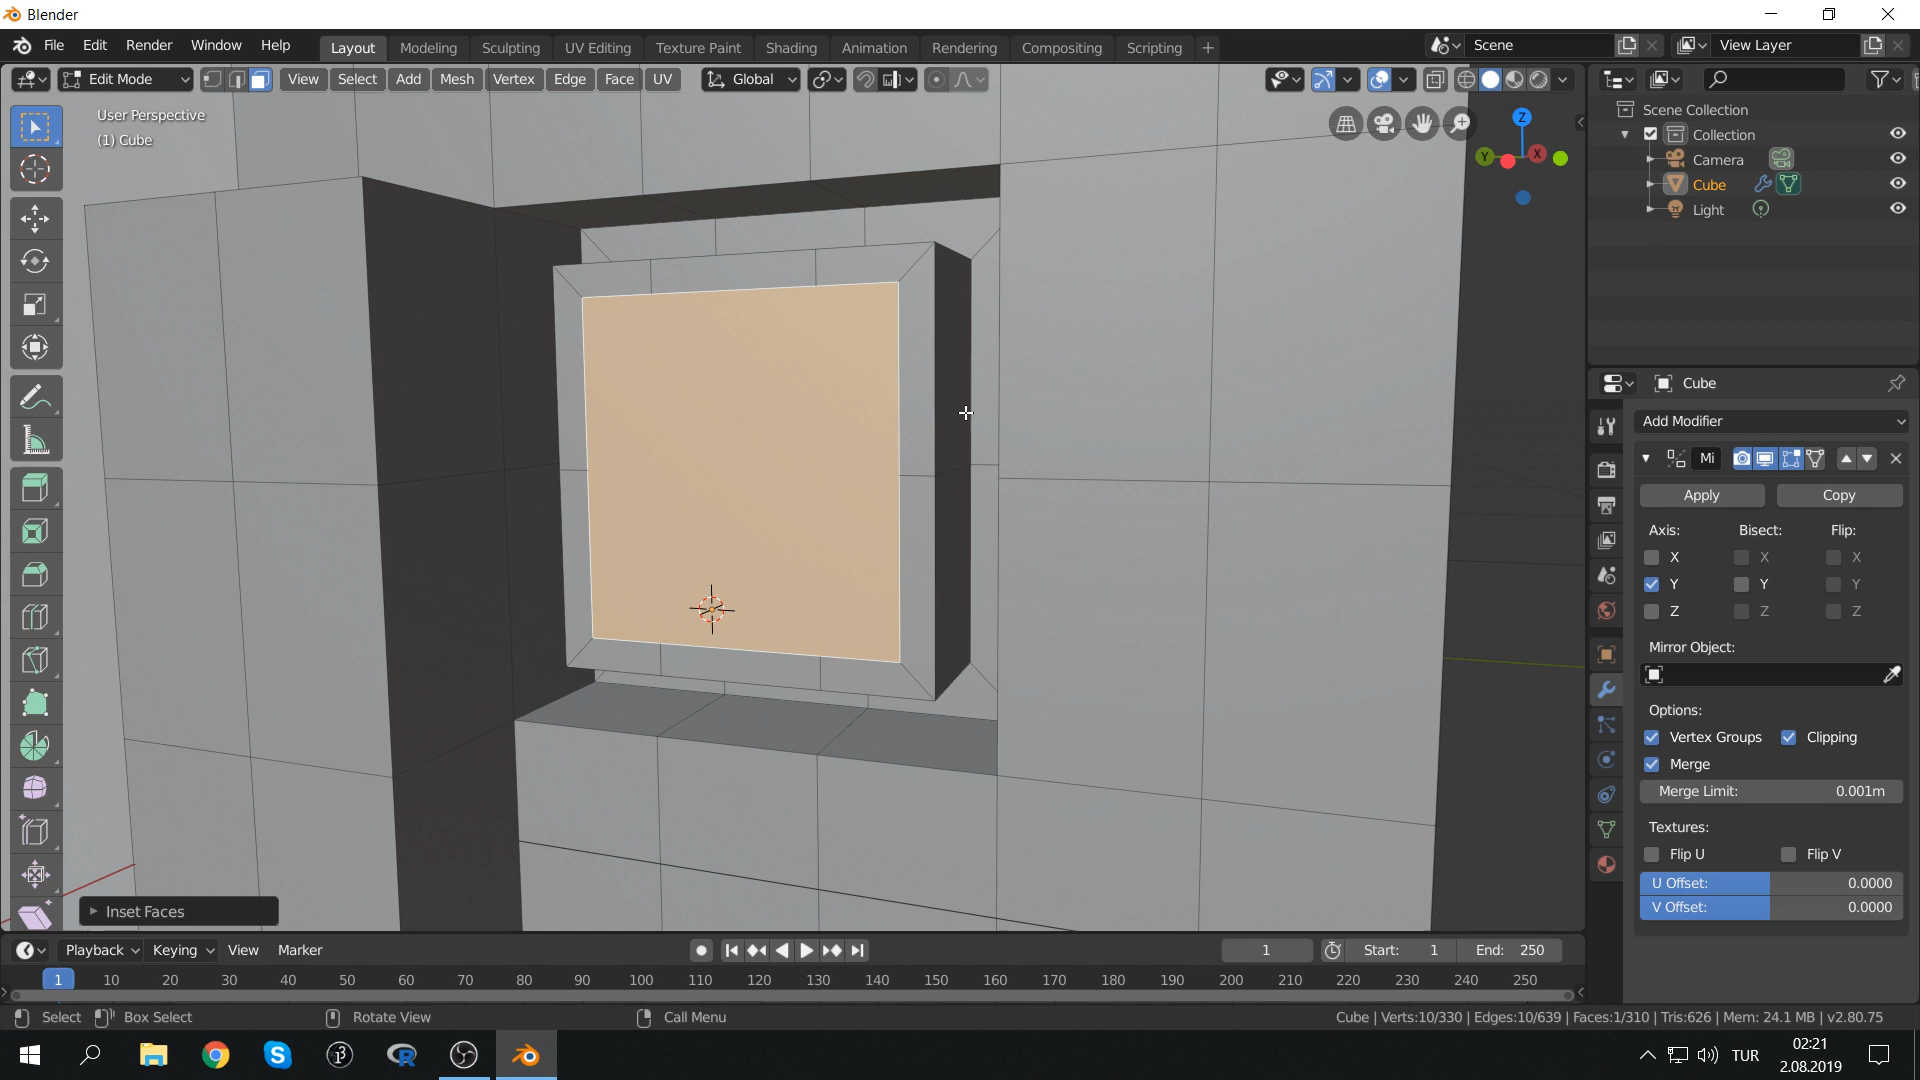 Blender
File Edit Render Window Help
Layout Modeling Sculpting UV Editing Texture Paint Shading Animation Rendering Compositing Scripting +
Scene
View Layer
Edit Mode
View Select Add Mesh Vertex Edge Face UV
Global
User Perspective
(1) Cube
Z
Y
X
Scene Collection
Collection
Camera
Cube
Light
Cube
Add Modifier
Mi
Apply Copy
Axis: Bisect: Flip:
X X X
Y Y Y
Z Z Z
Mirror Object:
Options:
Vertex Groups Clipping
Merge
Merge Limit: 0.001m
Textures:
Flip U Flip V
U Offset: 0.0000
V Offset: 0.0000
Inset Faces
Playback Keying View Marker
1 Start: 1 End: 250
1 10 20 30 40 50 60 70 80 90 100 110 120 130 140 150 160 170 180 190 200 210 220 230 240 250
Select Box Select Rotate View Call Menu
Cube | Verts:10/330 | Edges:10/639 | Faces:1/310 | Tris:626 | Mem: 24.1 MB | v2.80.75
TUR
02:21
2.08.2019